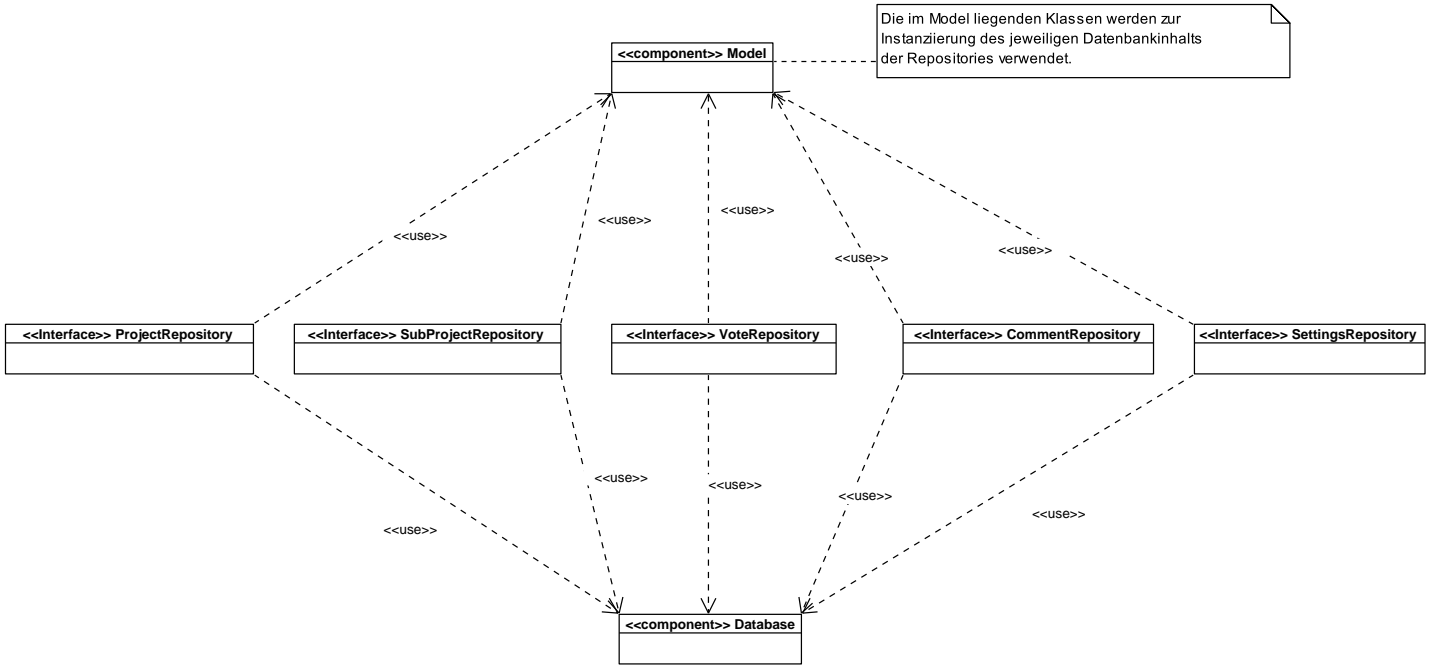 Die im Model liegenden Klassen werden zur
Instanziierung des jeweiligen Datenbankinhalts
der Repositories verwendet.
<<component>> Model
<<use>>
<<use>>
<<use>>
<<use>>
<<use>>
<<Interface>> ProjectRepository
<<Interface>> SubProjectRepository
<<Interface>> VoteRepository
<<Interface>> CommentRepository
<<Interface>> SettingsRepository
<<use>>
<<use>>
<<use>>
<<use>>
<<use>>
<<component>> Database